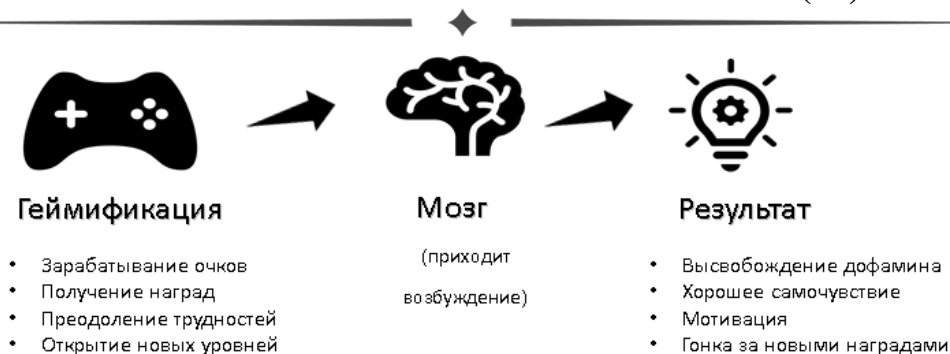 Геймификация
• Зарабатывание очков
• Получение наград
• Преодоление трудностей
• Открытие новых уровней
Мозг
(приходит
возбуждение)
Результат
• Высвобождение дофамина
• Хорошее самочувствие
• Мотивация
• Гонка за новыми наградами